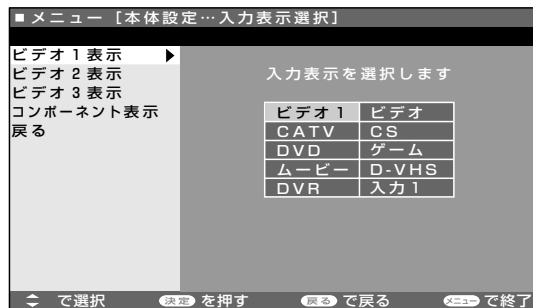 ■メニュー [本体設定…入力表示選択]
ビデオ1表示 ▶
ビデオ2表示
ビデオ3表示
コンポーネント表示
戻る
入力表示を選択します
ビデオ1 ビデオ
CATV CS
DVD ゲーム
ムービー D-VHS
DVR 入力1
で選択 決定 を押す 戻る で戻る メニュー で終了